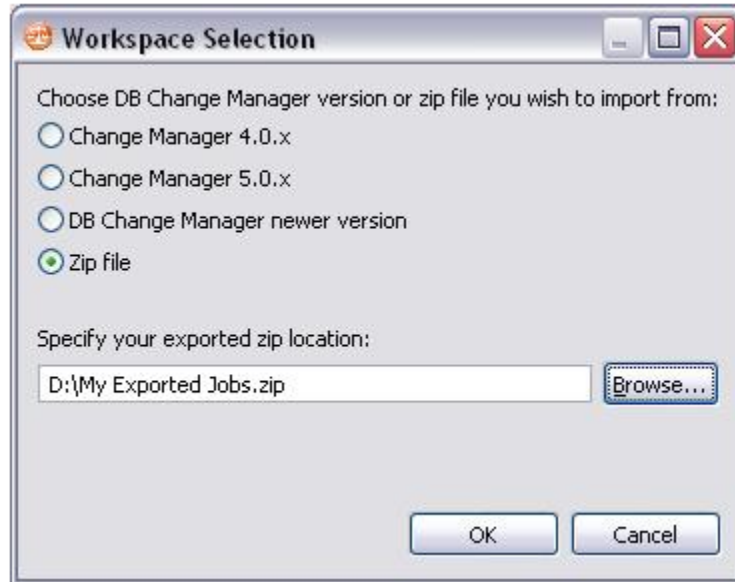 Workspace Selection
Choose DB Change Manager version or zip file you wish to import from:
Change Manager 4.0.x
Change Manager 5.0.x
DB Change Manager newer version
Zip file
Specify your exported zip location:
D:\My Exported Jobs.zip
Browse...
OK
Cancel